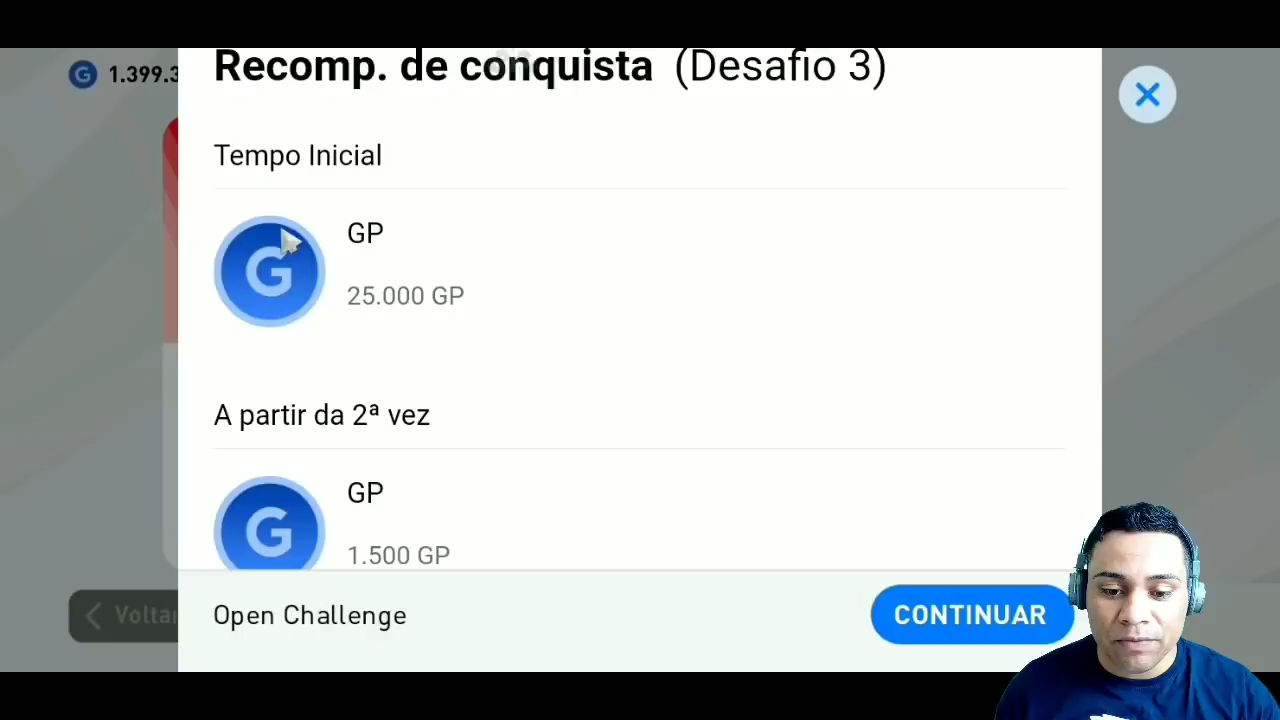 1.399.3
Recomp. de conquista (Desafio 3)
Tempo Inicial
G
GP
25.000 GP
A partir da 2ª vez
G
GP
1.500 GP
Voltar
Open Challenge
CONTINUAR